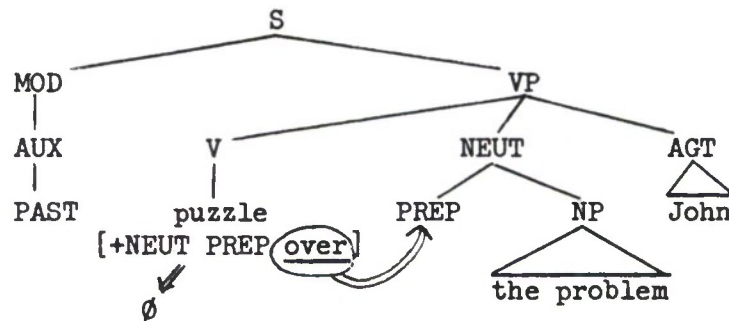 S
MOD VP
AUX V NEUT AGT
PAST puzzle PREP NP John
[+NEUT PREP over]
the problem
Ø